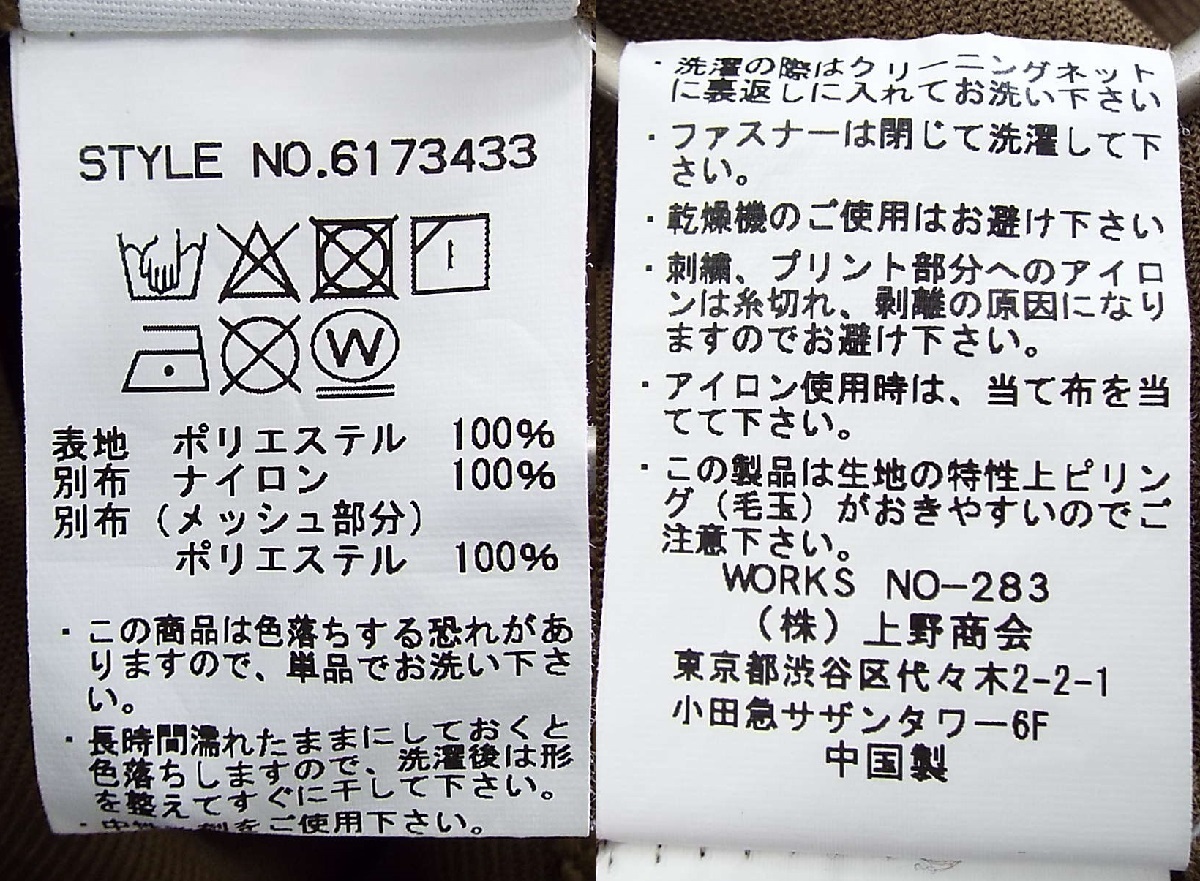 STYLE NO.6173433
W
表地 ポリエステル 100%
別布 ナイロン 100%
別布(メッシュ部分)
ポリエステル 100%
・この商品は色落ちする恐れがあ
りますので、単品でお洗い下さ
い。
・長時間濡れたままにしておくと
色落ちしますので、洗濯後は形
を整えてすぐに干して下さい。
をご使用下さい。
・洗濯の際はクリーニングネット
に裏返しに入れてお洗い下さい
・ファスナーは閉じて洗濯して下
さい。
・乾燥機のご使用はお避け下さい
・刺繍、プリント部分へのアイロ
ンは糸切れ、剥離の原因になり
ますのでお避け下さい。
・アイロン使用時は、当て布を当
てて下さい。
・この製品は生地の特性上ピリン
グ(毛玉)がおきやすいのでご
注意下さい。
WORKS NO-283
(株)上野商会
東京都渋谷区代々木2-2-1
小田急サザンタワー6F
中国製